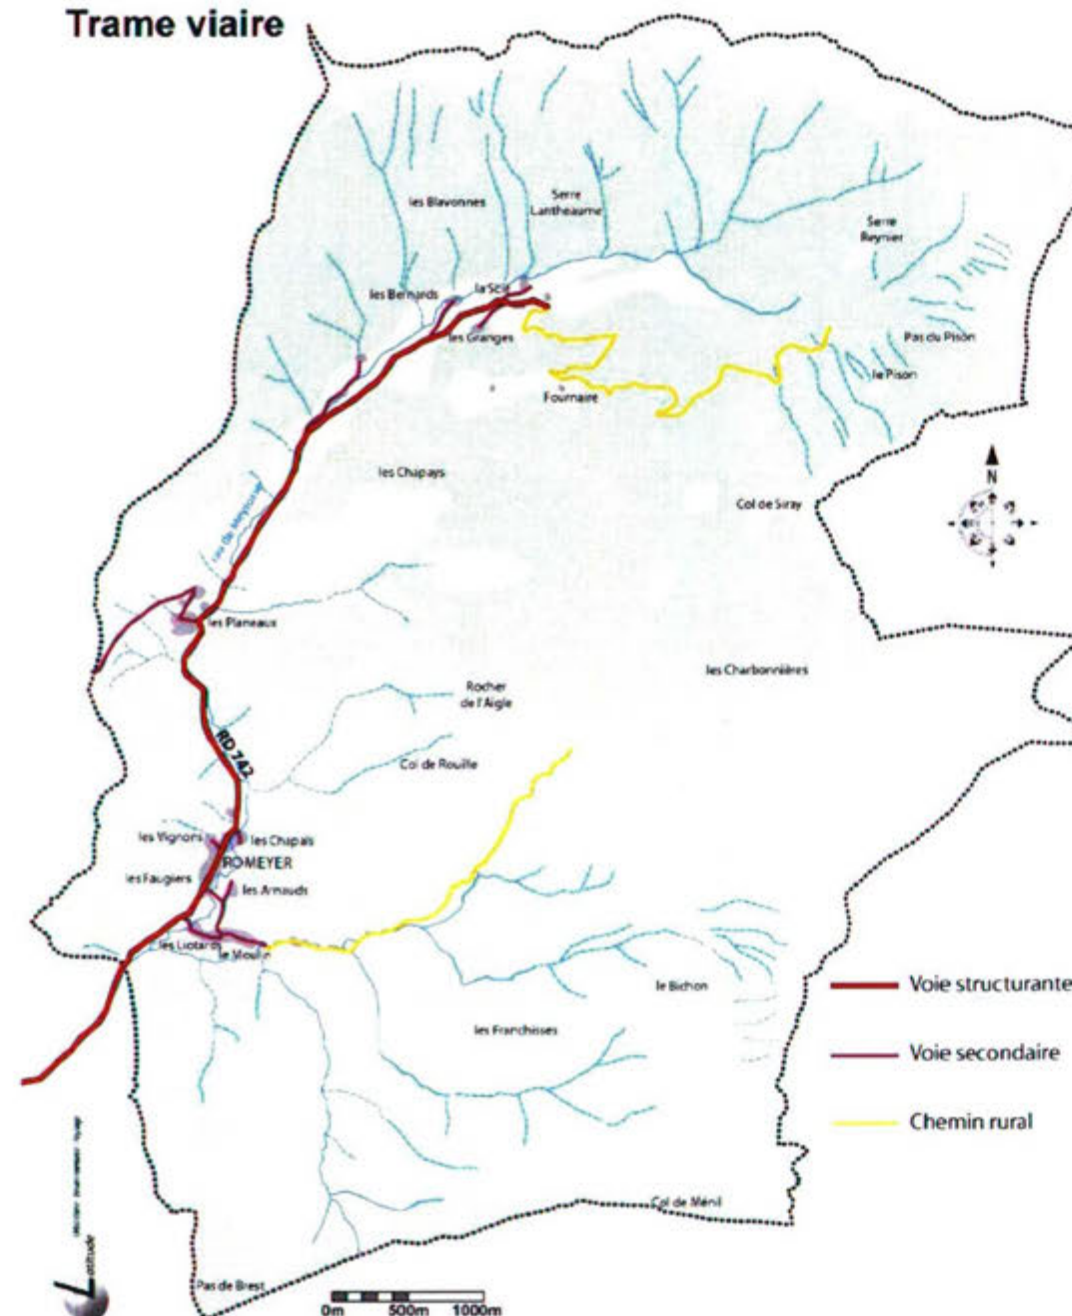 Trame viaire
les Blavonnes
Serre
Lantheaume
Serre
Reynier
les Bernards
la Scie
les Granges
Pas du Pison
le Pison
Fournaire
les Chapays
Col de Siray
N
les Planeaux
les Charbonnières
Rocher
de l'Aigle
RD 742
Col de Rouille
les Vignons
les Chapais
ROMEYER
les Faugiers
les Arnauds
les Liotards
le Moulin
le Bichon
Voie structurante
les Franchisses
Voie secondaire
Chemin rural
Col de Ménil
Pas de Brest
0m 500m 1000m